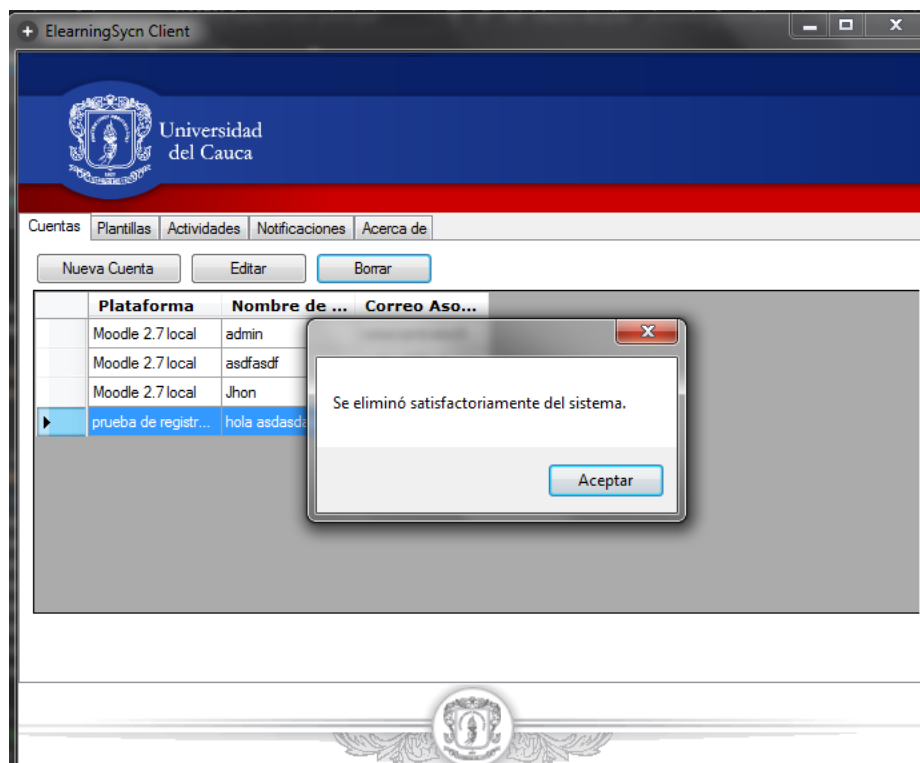 ElearningSycn Client
Universidad
del Cauca
Cuentas Plantillas Actividades Notificaciones Acerca de
Nueva Cuenta Editar Borrar
Plataforma Nombre de ... Correo Aso...
Moodle 2.7 local admin
Moodle 2.7 local asdfasdf
Moodle 2.7 local Jhon
prueba de registr... hola asdasda
Se eliminó satisfactoriamente del sistema.
Aceptar